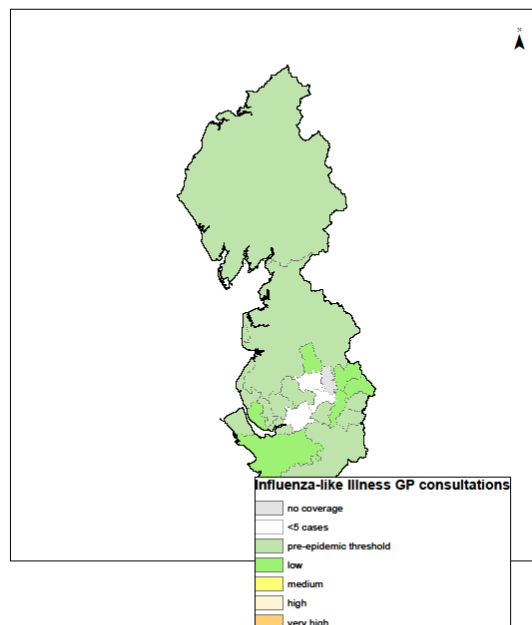 N
Influenza-like Illness GP consultations
no coverage
<5 cases
pre-epidemic threshold
low
medium
high
very high